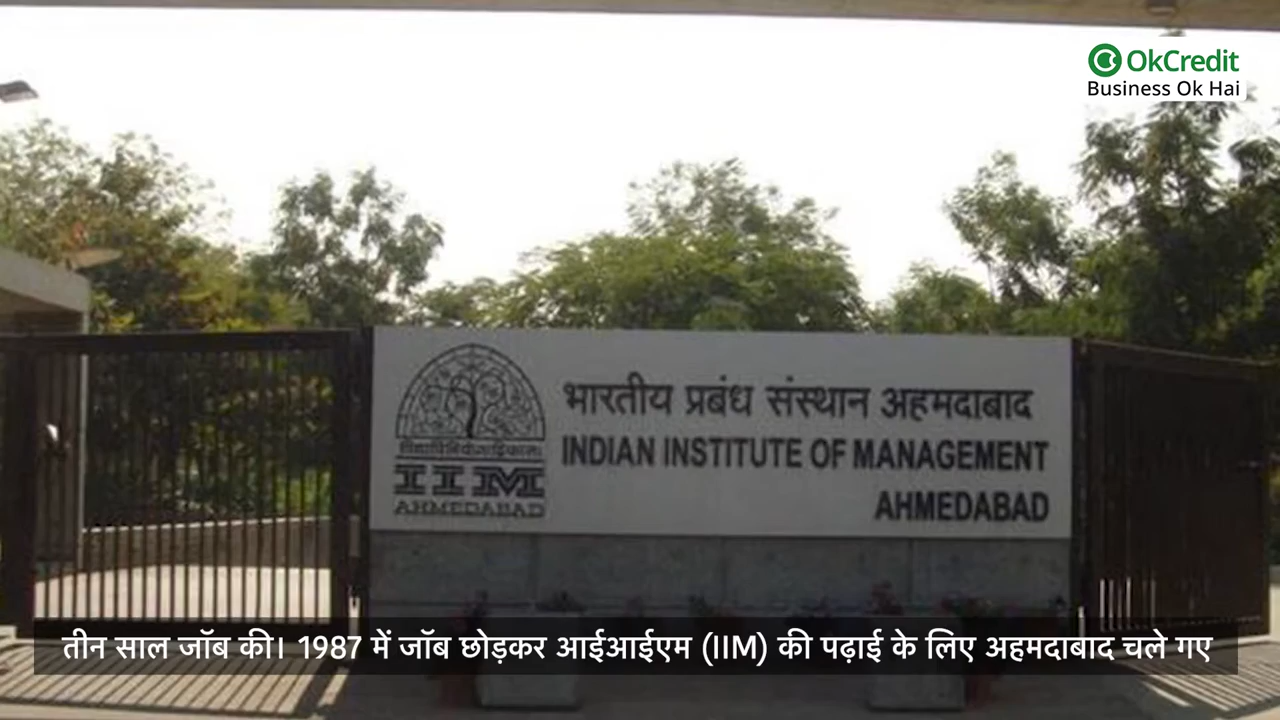 OkCredit
Business Ok Hai
भारतीय प्रबंध संस्थान अहमदाबाद
INDIAN INSTITUTE OF MANAGEMENT
AHMEDABAD
IIM
AHMEDABAD
तीन साल जॉब की। 1987 में जॉब छोड़कर आईआईएम (IIM) की पढ़ाई के लिए अहमदाबाद चले गए